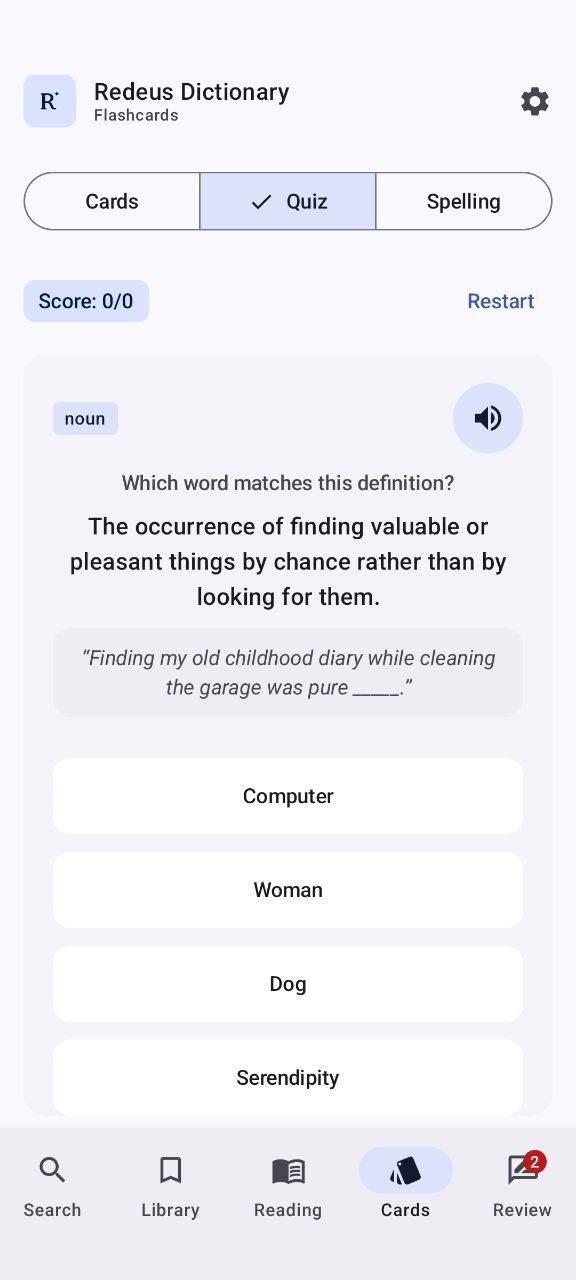 R
Redeus Dictionary
Flashcards
Cards
Quiz
Spelling
Score: 0/0
Restart
noun
Which word matches this definition?
The occurrence of finding valuable or
pleasant things by chance rather than by
looking for them.
“Finding my old childhood diary while cleaning
the garage was pure _____.”
Computer
Woman
Dog
Serendipity
2
Search
Library
Reading
Cards
Review